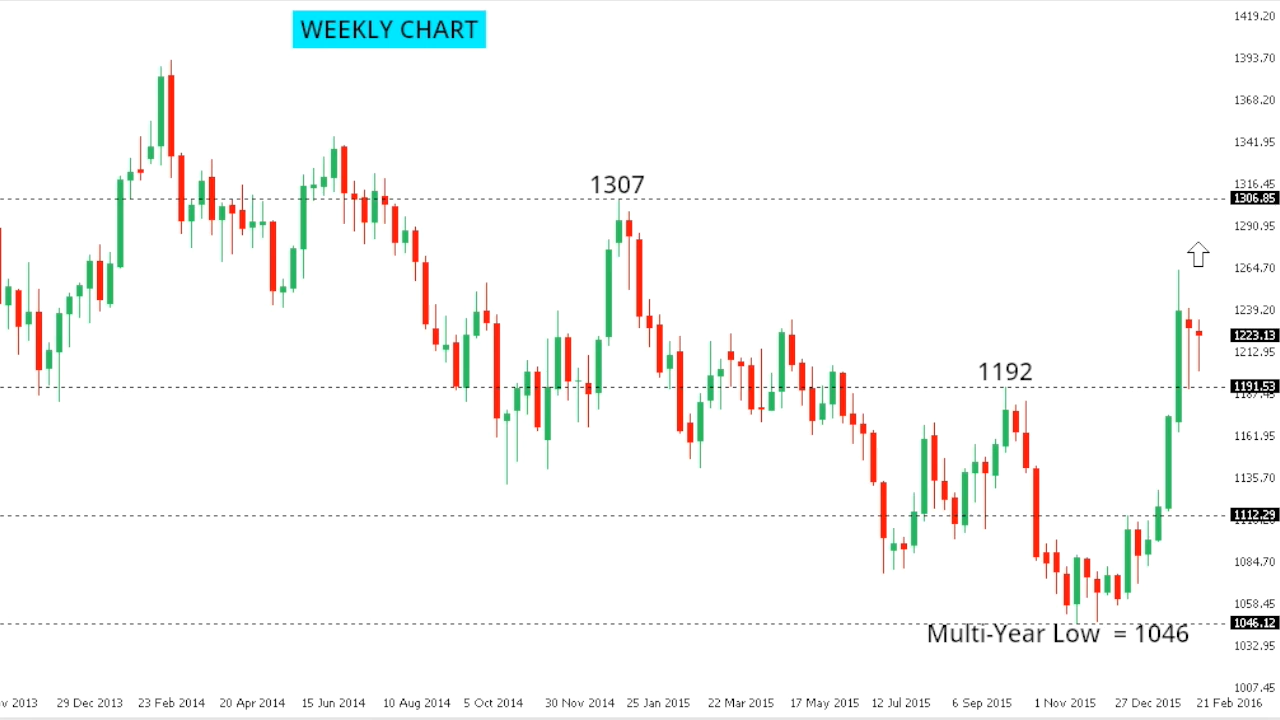 WEEKLY CHART
1419.20
1393.70
1368.20
1341.95
1307
1316.45
1306.85
1290.95
1264.70
1239.20
1223.13
1212.95
1192
1191.53
1187.45
1161.95
1135.70
1112.29
1084.70
1058.45
1046.12
Multi-Year Low = 1046
1032.95
1007.45
2013
29 Dec 2013
23 Feb 2014
20 Apr 2014
15 Jun 2014
10 Aug 2014
5 Oct 2014
30 Nov 2014
25 Jan 2015
22 Mar 2015
17 May 2015
12 Jul 2015
6 Sep 2015
1 Nov 2015
27 Dec 2015
21 Feb 2016